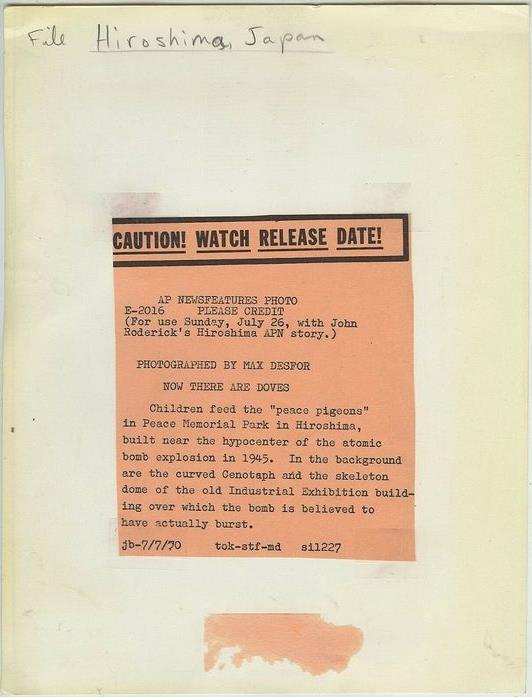 File Hiroshima, Japan
CAUTION! WATCH RELEASE DATE!
AP NEWSFEATURES PHOTO
E-2016 PLEASE CREDIT
(For use Sunday, July 26, with John
Roderick's Hiroshima APN story.)
PHOTOGRAPHED BY MAX DESFOR
NOW THERE ARE DOVES
Children feed the "peace pigeons"
in Peace Memorial Park in Hiroshima,
built near the hypocenter of the atomic
bomb explosion in 1945. In the background
are the curved Cenotaph and the skeleton
dome of the old Industrial Exhibition build-
ing over which the bomb is believed to
have actually burst.
jb-7/7/70 tok-stf-md sil227